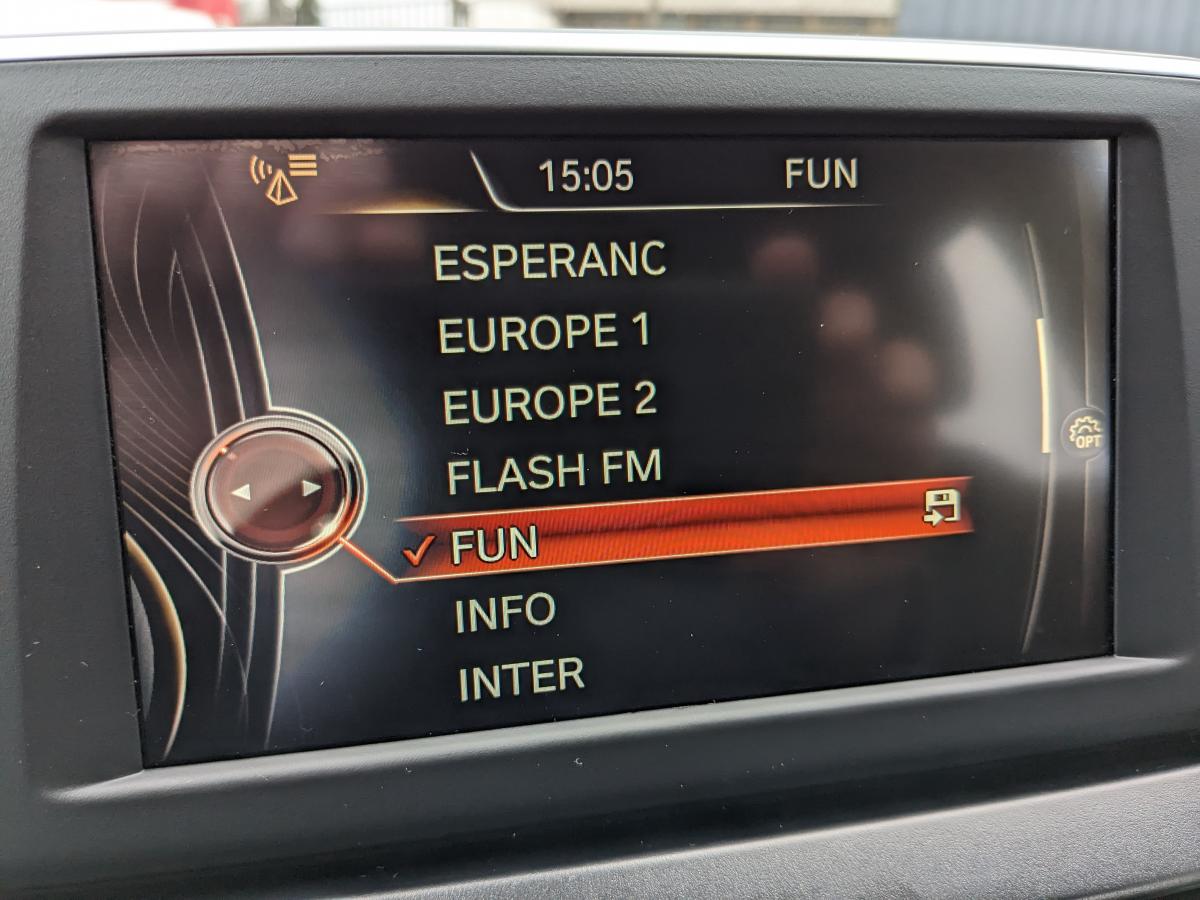 15:05 FUN
ESPERANC
EUROPE 1
EUROPE 2
FLASH FM
FUN
INFO
INTER
OPT